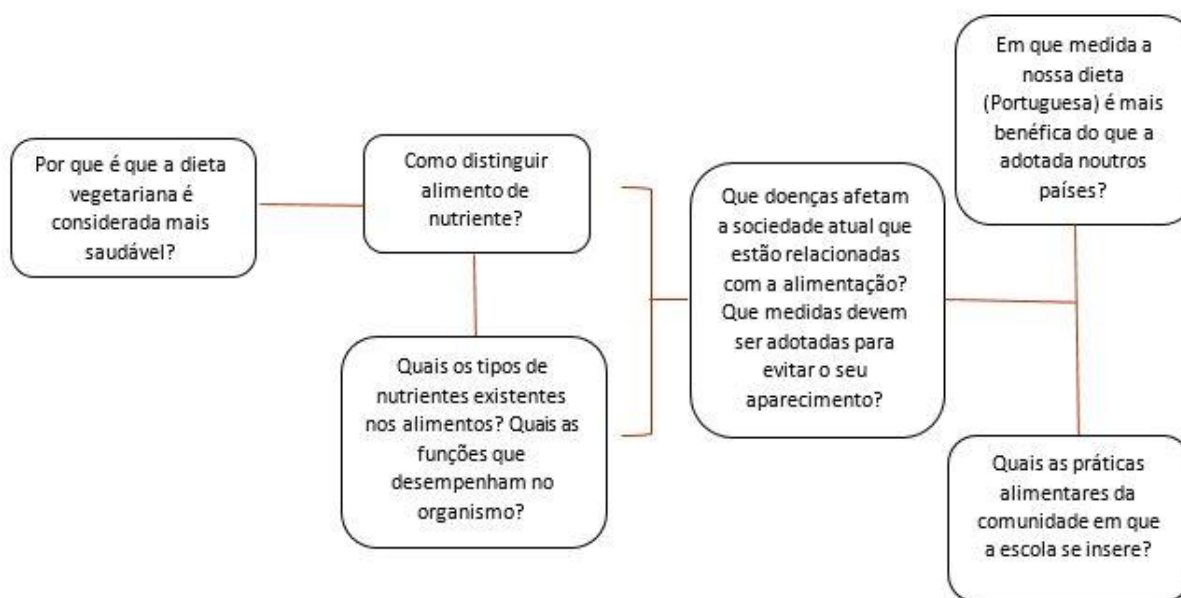 Por que é que a dieta
vegetariana é
considerada mais
saudável?
Como distinguir
alimento de
nutriente?
Quais os tipos de
nutrientes existentes
nos alimentos? Quais as
funções que
desempenham no
organismo?
Que doenças afetam
a sociedade atual que
estão relacionadas
com a alimentação?
Que medidas devem
ser adotadas para
evitar o seu
aparecimento?
Em que medida a
nossa dieta
(Portuguesa) é mais
benéfica do que a
adotada noutros
países?
Quais as práticas
alimentares da
comunidade em que
a escola se insere?